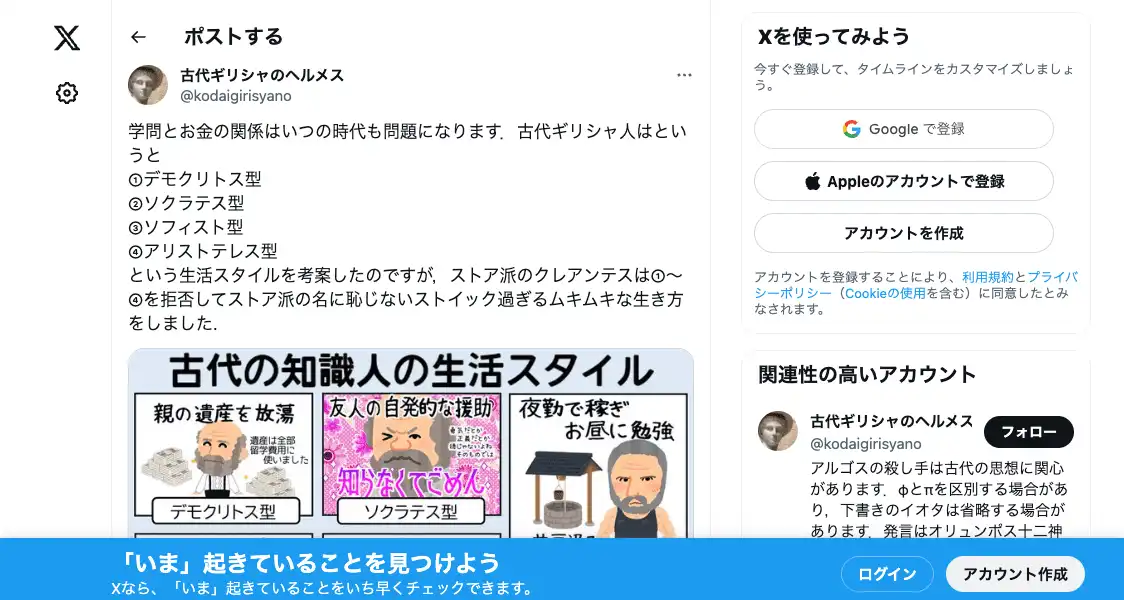 ポストする
古代ギリシャのヘルメス
@kodaigirisyano
学問とお金の関係はいつの時代も問題になります．古代ギリシャ人はとい
うと
①デモクリトス型
②ソクラテス型
③ソフィスト型
④アリストテレス型
という生活スタイルを考案したのですが，ストア派のクレアンテスは①〜
④を拒否してストア派の名に恥じないストイック過ぎるムキムキな生き方
をしました．
古代の知識人の生活スタイル
親の遺産を放蕩
遺産は全部
留学費用に
使いました
デモクリトス型
友人の自発的な援助
知らなくてごめん
ソクラテス型
夜勤で稼ぎ
お昼に勉強
Xを使ってみよう
今すぐ登録して、タイムラインをカスタマイズしましょ
う。
Google で登録
Appleのアカウントで登録
アカウントを作成
アカウントを登録することにより、利用規約とプライバ
シーポリシー（Cookieの使用を含む）に同意したとみ
なされます。
関連性の高いアカウント
古代ギリシャのヘルメス
@kodaigirisyano
フォロー
アルゴスの殺し手は古代の思想に関心
があります．φとπを区別する場合があ
り，下書きのイオタは省略する場合が
あります．発言はオリュンポス十二神
「いま」起きていることを見つけよう
Xなら、「いま」起きていることをいち早くチェックできます。
ログイン
アカウント作成